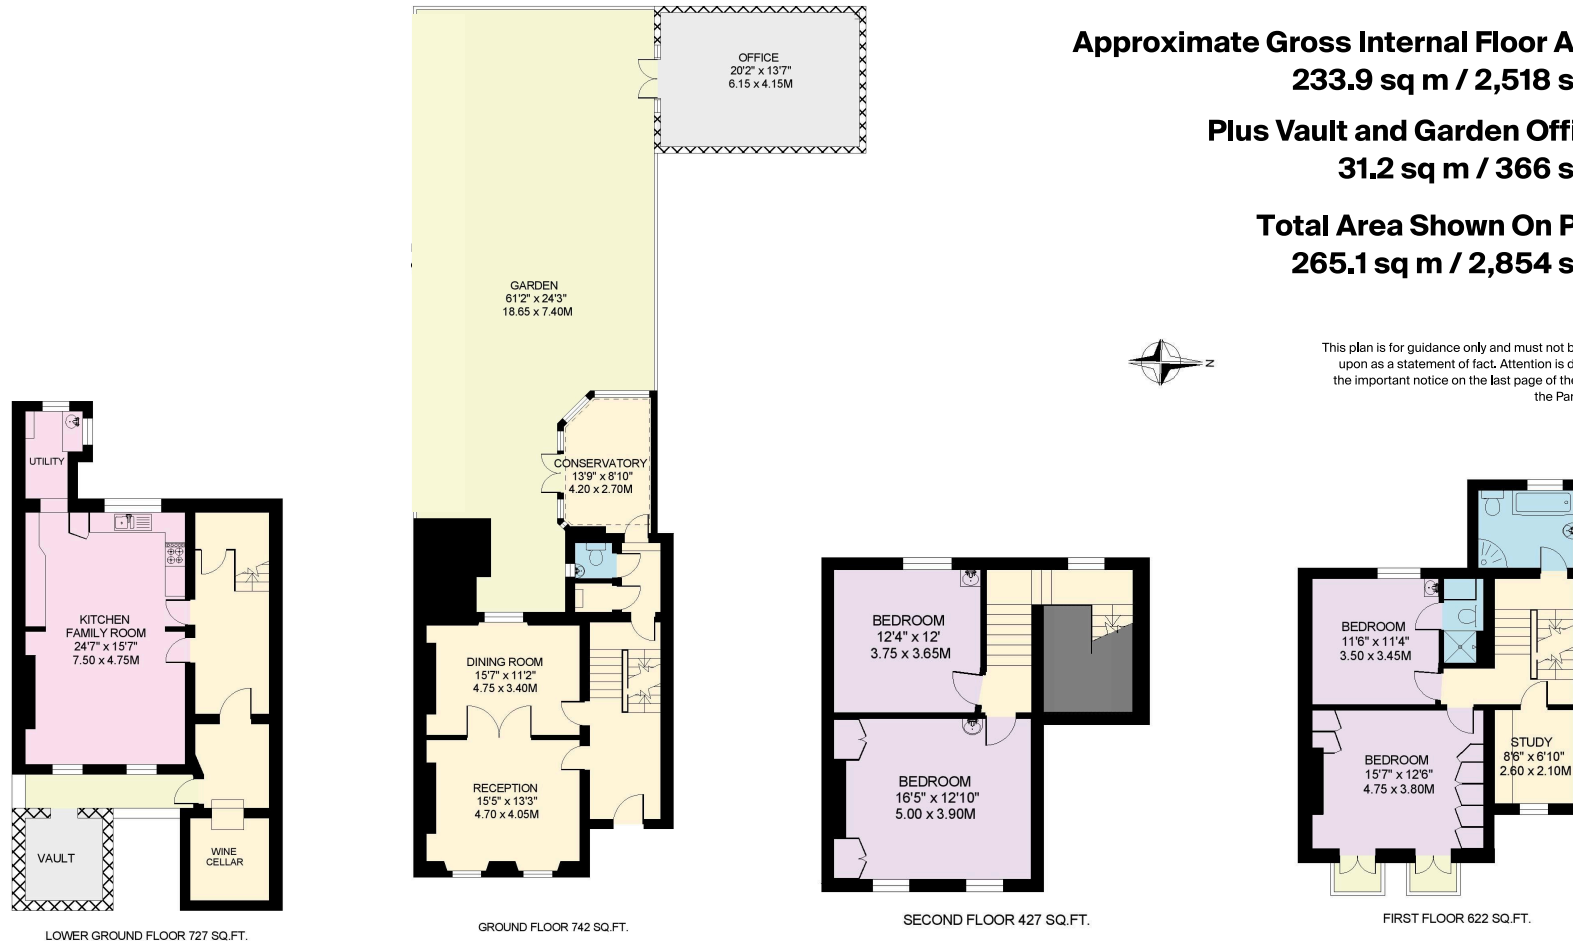 Approximate Gross Internal Floor A
233.9 sq m / 2,518 s
Plus Vault and Garden Offi
31.2 sq m / 366 s
Total Area Shown On P
265.1 sq m / 2,854 s
N
This plan is for guidance only and must not b
upon as a statement of fact. Attention is d
the important notice on the last page of the
the Par
OFFICE
20'2" x 13'7"
6.15 x 4.15M
GARDEN
61'2" x 24'3"
18.65 x 7.40M
CONSERVATORY
13'9" x 8'10"
4.20 x 2.70M
DINING ROOM
15'7" x 11'2"
4.75 x 3.40M
RECEPTION
15'5" x 13'3"
4.70 x 4.05M
GROUND FLOOR 742 SQ.FT.
UTILITY
KITCHEN
FAMILY ROOM
24'7" x 15'7"
7.50 x 4.75M
VAULT
WINE
CELLAR
LOWER GROUND FLOOR 727 SQ.FT.
BEDROOM
12'4" x 12'
3.75 x 3.65M
BEDROOM
16'5" x 12'10"
5.00 x 3.90M
SECOND FLOOR 427 SQ.FT.
BEDROOM
11'6" x 11'4"
3.50 x 3.45M
BEDROOM
15'7" x 12'6"
4.75 x 3.80M
STUDY
8'6" x 6'10"
2.60 x 2.10M
FIRST FLOOR 622 SQ.FT.